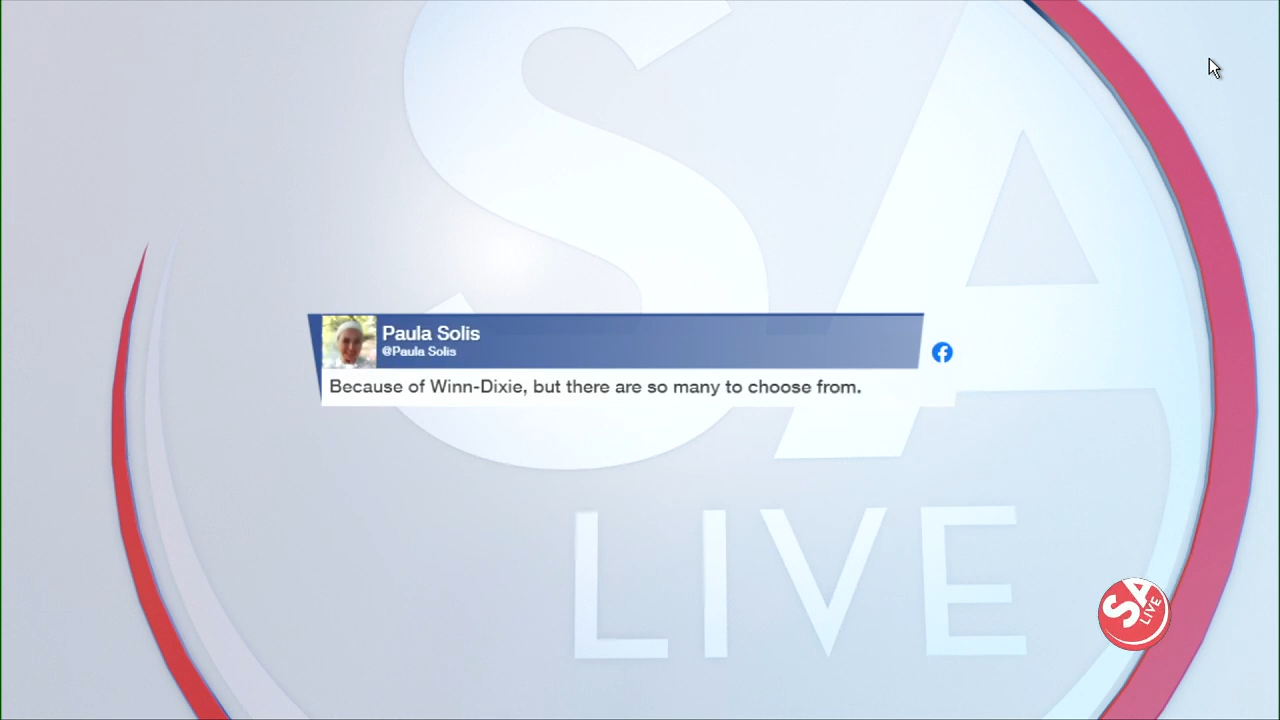 SA
LIVE
Paula Solis
@Paula Solis
Because of Winn-Dixie, but there are so many to choose from.
SA
LIVE